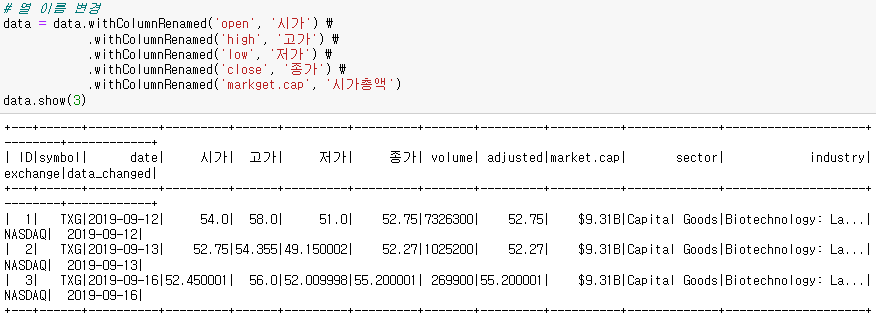 # 열 이름 변경
data = data.withColumnRenamed('open', '시가') ₩
.withColumnRenamed('high', '고가') ₩
.withColumnRenamed('low', '저가') ₩
.withColumnRenamed('close', '종가') ₩
.withColumnRenamed('markget.cap', '시가총액')
data.show(3)
+---+------+----------+---------+------+---------+---------+-------+---------+----------+-------------+--------------------+
--------+------------+
| ID|symbol| date| 시가| 고가| 저가| 종가| volume| adjusted|market.cap| sector| industry|
exchange|data_changed|
+---+------+----------+---------+------+---------+---------+-------+---------+----------+-------------+--------------------+
--------+------------+
| 1| TXG|2019-09-12| 54.0| 58.0| 51.0| 52.75|7326300| 52.75| $9.31B|Capital Goods|Biotechnology: La...|
NASDAQ| 2019-09-12|
| 2| TXG|2019-09-13| 52.75|54.355|49.150002| 52.27|1025200| 52.27| $9.31B|Capital Goods|Biotechnology: La...|
NASDAQ| 2019-09-13|
| 3| TXG|2019-09-16|52.450001| 56.0|52.009998|55.200001| 269900|55.200001| $9.31B|Capital Goods|Biotechnology: La...|
NASDAQ| 2019-09-16|
+---+------+----------+---------+------+---------+---------+-------+---------+----------+-------------+--------------------+